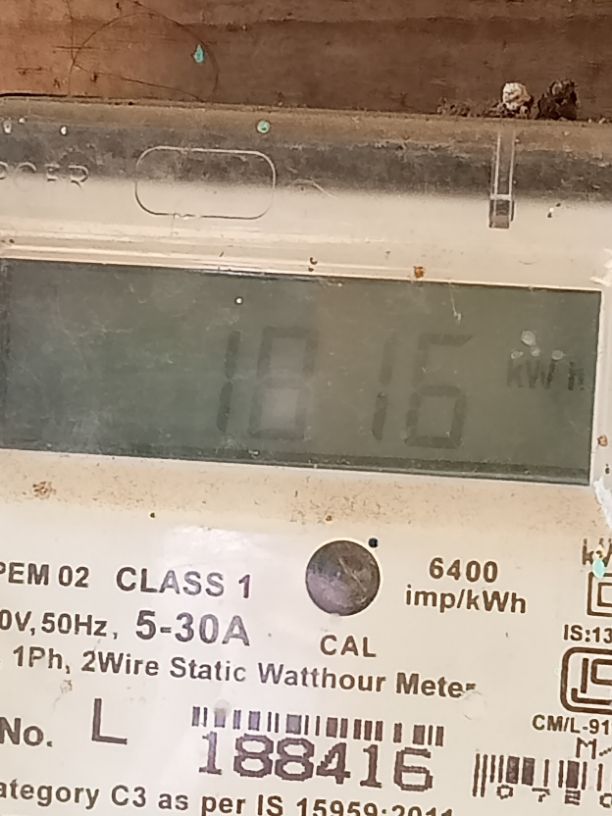 1816 kWh
PEM 02 CLASS 1
6400
imp/kWh
0V, 50Hz, 5-30A
CAL
1Ph, 2Wire Static Watthour Meter
IS:13
CM/L-91
No. L 188416
ategory C3 as per IS 15959:2011